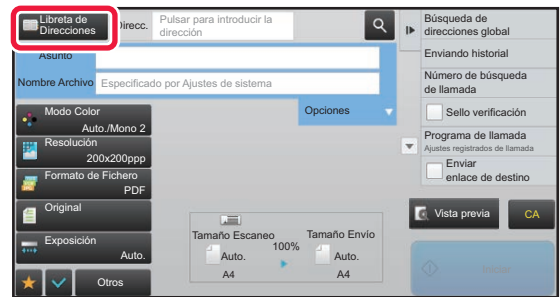 Libreta de
Direcciones
Direcc.
Pulsar para introducir la
dirección
Asunto
Nombre Archivo
Especificado por Ajustes de sistema
Opciones
Modo Color
Auto./Mono 2
Resolución
200x200ppp
Formato de Fichero
PDF
Original
Exposición
Auto.
Otros
Tamaño Escaneo
100%
Tamaño Envío
Auto.
Auto.
A4
A4
Búsqueda de
direcciones global
Enviando historial
Número de búsqueda
de llamada
Sello verificación
Programa de llamada
Ajustes registrados de llamada
Enviar
enlace de destino
Vista previa
CA